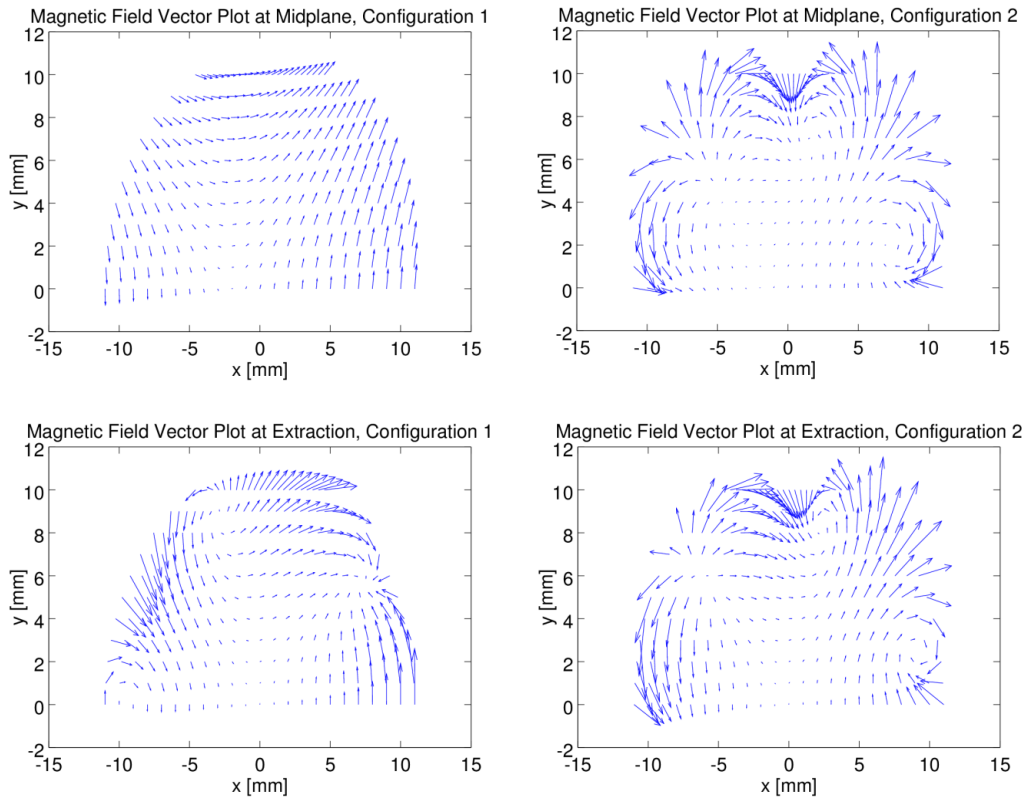 Magnetic Field Vector Plot at Midplane, Configuration 1
12
10
8
6
4
2
0
-2
y [mm]
-15 -10 -5 0 5 10 15
x [mm]
Magnetic Field Vector Plot at Midplane, Configuration 2
12
10
8
6
4
2
0
-2
y [mm]
-15 -10 -5 0 5 10 15
x [mm]
Magnetic Field Vector Plot at Extraction, Configuration 1
12
10
8
6
4
2
0
-2
y [mm]
-15 -10 -5 0 5 10 15
x [mm]
Magnetic Field Vector Plot at Extraction, Configuration 2
12
10
8
6
4
2
0
-2
y [mm]
-15 -10 -5 0 5 10 15
x [mm]